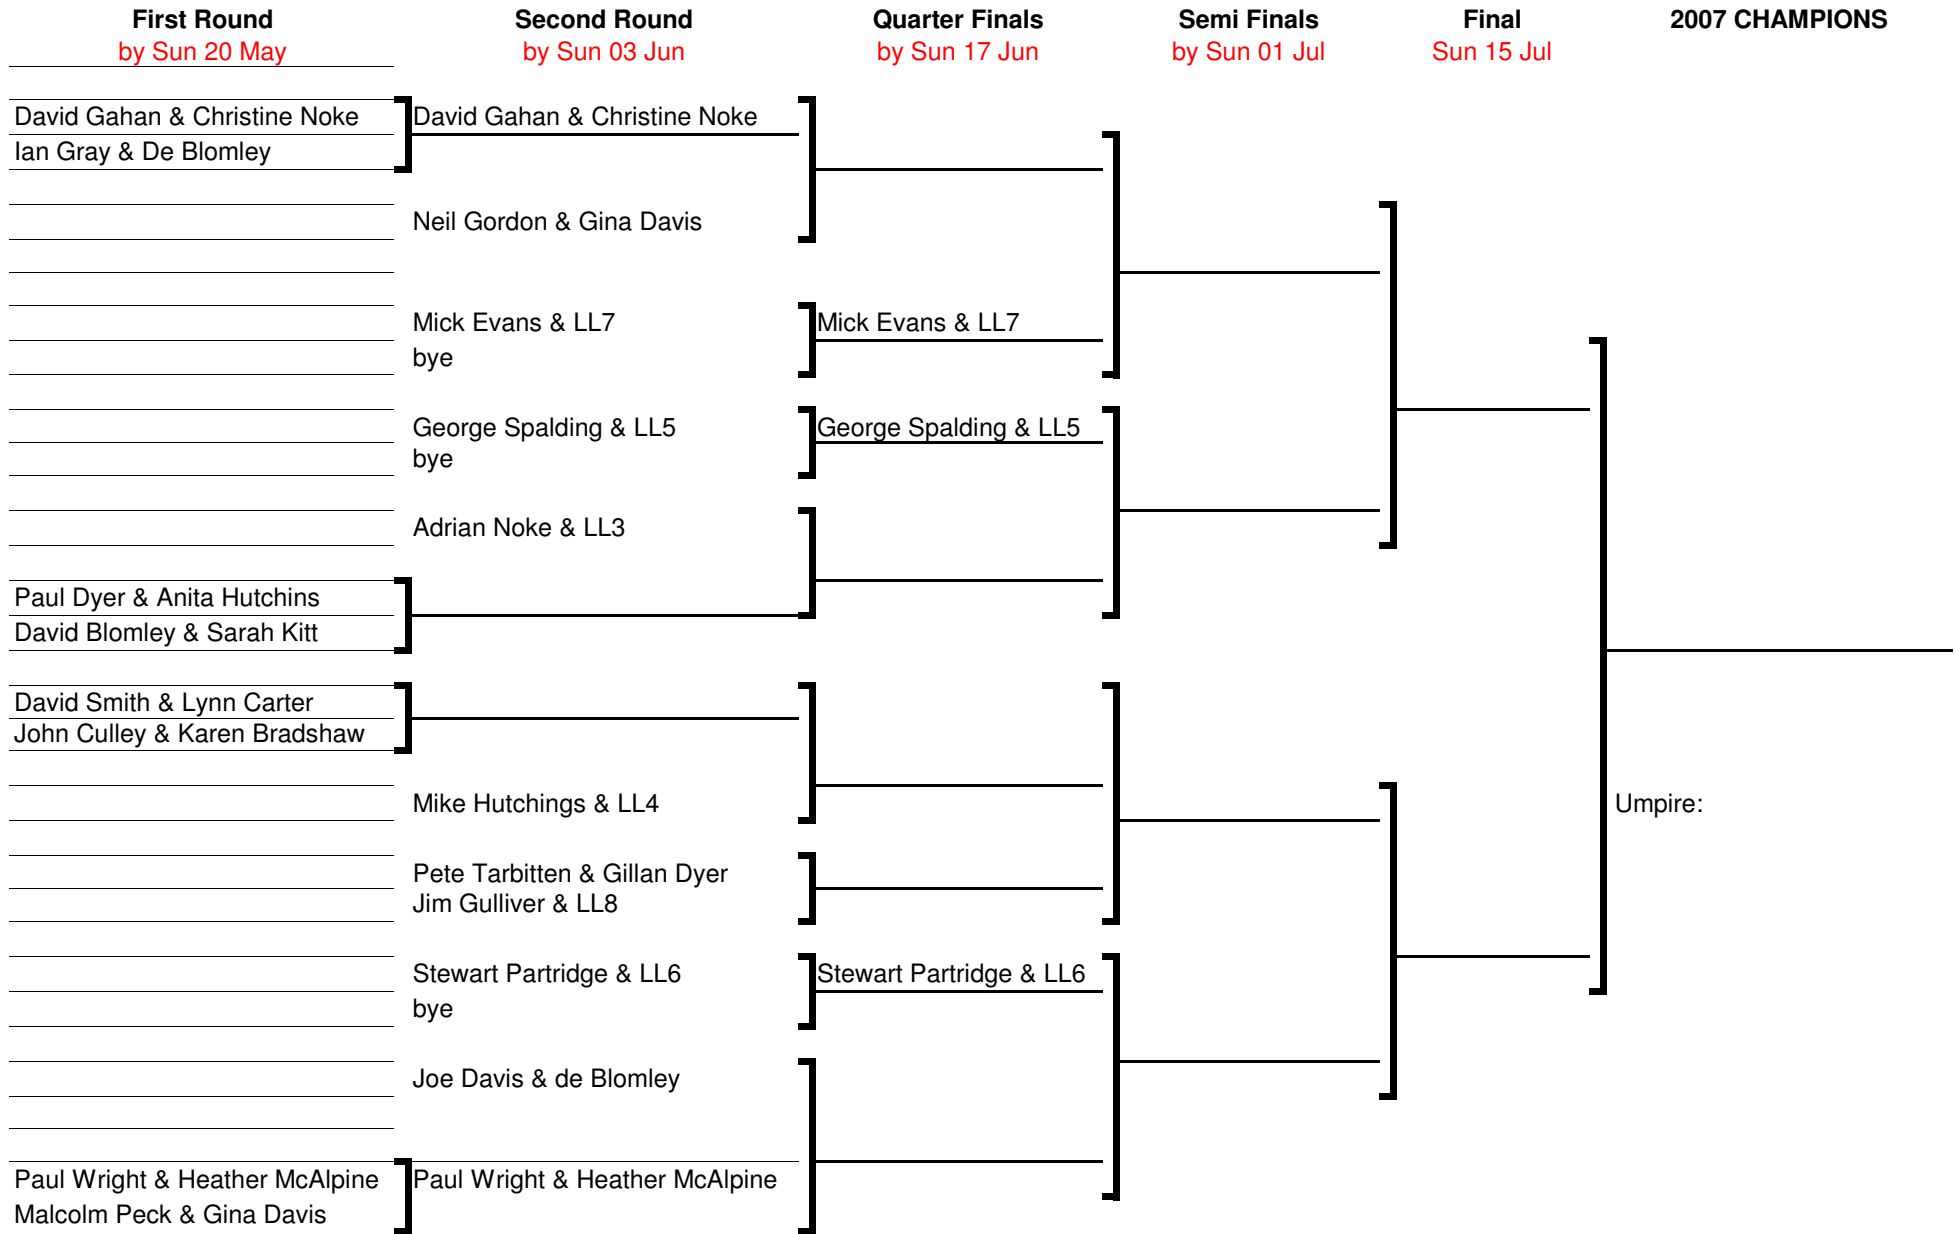 First Round Second Round Quarter Finals Semi Finals Final 2007 CHAMPIONS
by Sun 20 May by Sun 03 Jun by Sun 17 Jun by Sun 01 Jul Sun 15 Jul
David Gahan & Christine Noke David Gahan & Christine Noke
Ian Gray & De Blomley
Neil Gordon & Gina Davis
Mick Evans & LL7 Mick Evans & LL7
bye
George Spalding & LL5 George Spalding & LL5
bye
Adrian Noke & LL3
Paul Dyer & Anita Hutchins
David Blomley & Sarah Kitt
David Smith & Lynn Carter
John Culley & Karen Bradshaw
Mike Hutchings & LL4 Umpire:
Pete Tarbitten & Gillan Dyer
Jim Gulliver & LL8
Stewart Partridge & LL6 Stewart Partridge & LL6
bye
Joe Davis & de Blomley
Paul Wright & Heather McAlpine Paul Wright & Heather McAlpine
Malcolm Peck & Gina Davis